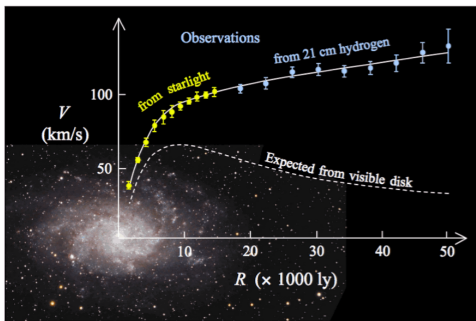 Observations
from 21 cm hydrogen
from starlight
V
(km/s)
100
50
Expected from visible disk
10
20
30
40
50
R (× 1000 ly)